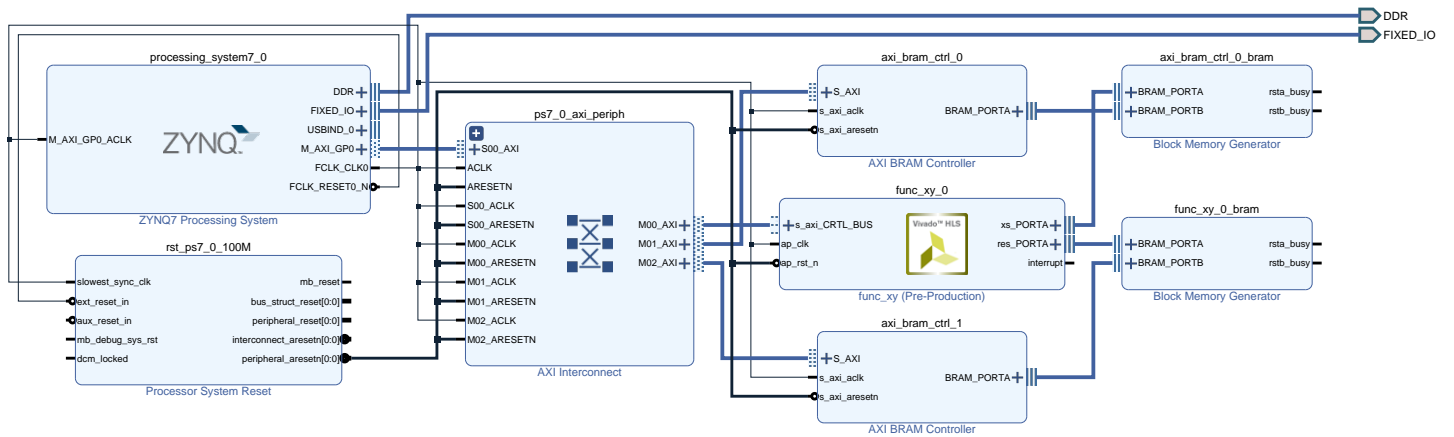 DDR
FIXED_IO
processing_system7_0
DDR
FIXED_IO
USBIND_0
M_AXI_GP0
FCLK_CLK0
FCLK_RESET0_N
M_AXI_GP0_ACLK
ZYNQ
ZYNQ7 Processing System
rst_ps7_0_100M
slowest_sync_clk
ext_reset_in
aux_reset_in
mb_debug_sys_rst
dcm_locked
mb_reset
bus_struct_reset[0:0]
peripheral_reset[0:0]
interconnect_aresetn[0:0]
peripheral_aresetn[0:0]
Processor System Reset
ps7_0_axi_periph
S00_AXI
ACLK
ARESETN
S00_ACLK
S00_ARESETN
M00_ACLK
M00_ARESETN
M01_ACLK
M01_ARESETN
M02_ACLK
M02_ARESETN
M00_AXI
M01_AXI
M02_AXI
AXI Interconnect
axi_bram_ctrl_0
S_AXI
s_axi_aclk
s_axi_aresetn
BRAM_PORTA
AXI BRAM Controller
func_xy_0
s_axi_CRTL_BUS
ap_clk
ap_rst_n
Vivado™ HLS
xs_PORTA
res_PORTA
interrupt
func_xy (Pre-Production)
axi_bram_ctrl_1
S_AXI
s_axi_aclk
s_axi_aresetn
BRAM_PORTA
AXI BRAM Controller
axi_bram_ctrl_0_bram
BRAM_PORTA
BRAM_PORTB
rsta_busy
rstb_busy
Block Memory Generator
func_xy_0_bram
BRAM_PORTA
BRAM_PORTB
rsta_busy
rstb_busy
Block Memory Generator